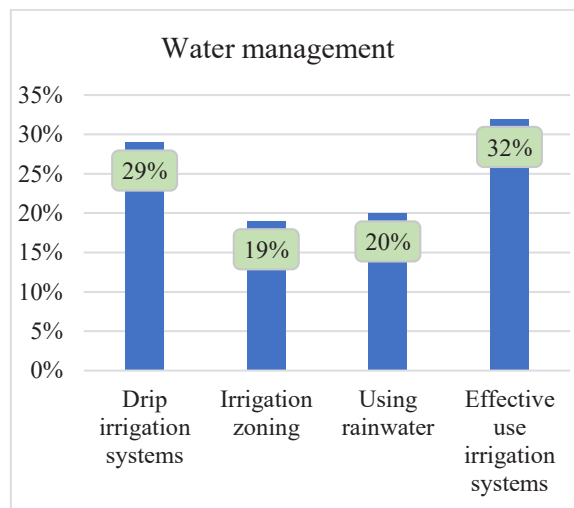 Water management
35%
30%
25%
20%
15%
10%
5%
0%
29%
19%
20%
32%
Drip
irrigation
systems
Irrigation
zoning
Using
rainwater
Effective
use
irrigation
systems